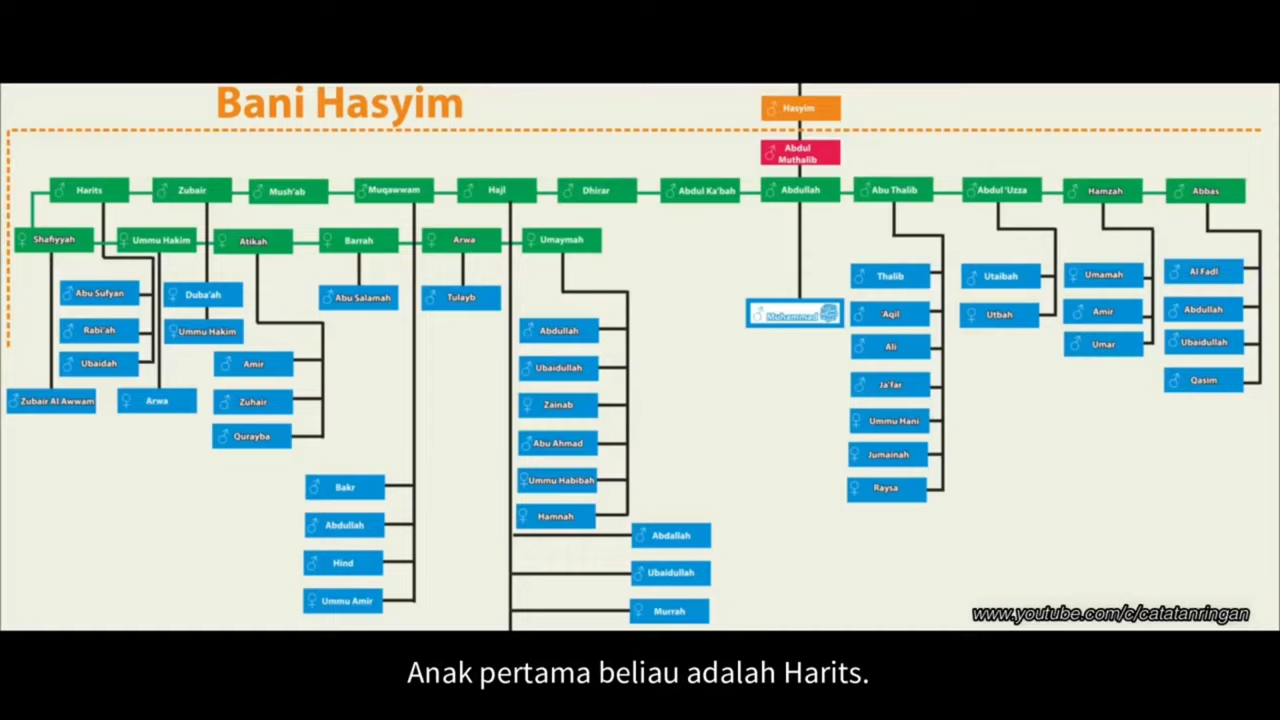 Bani Hasyim
Hasyim
Abdul
Muthalib
Harits
Zubair
Mush'ab
Muqawwam
Hajl
Dhirar
Abdul Ka'bah
Abdullah
Abu Thalib
Abdul 'Uzza
Hamzah
Abbas
Shafiyyah
Ummu Hakim
Atikah
Barrah
Arwa
Umaymah
Abu Sufyan
Rabi'ah
Ubaidah
Zubair Al Awwam
Arwa
Duba'ah
Ummu Hakim
Amir
Zuhair
Qurayba
Abu Salamah
Tulayb
Bakr
Abdullah
Hind
Ummu Amir
Abdullah
Ubaidullah
Zainab
Abu Ahmad
Ummu Habibah
Hamnah
Abdallah
Ubaidullah
Murrah
Muhammad
Thalib
'Aqil
Ali
Ja'far
Ummu Hani
Jumainah
Raysa
Utaibah
Utbah
Umamah
Amir
Umar
Al Fadl
Abdullah
Ubaidullah
Qasim
www.youtube.com/c/catatanringan
Anak pertama beliau adalah Harits.